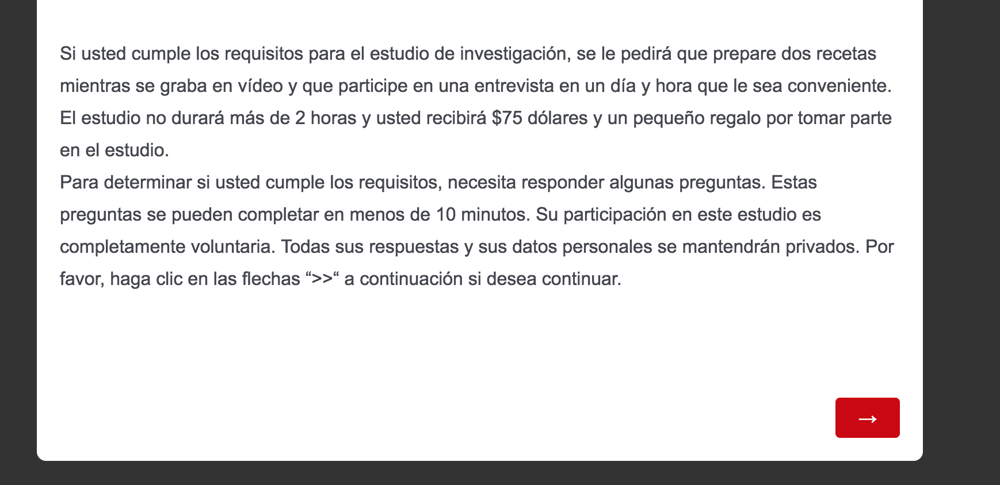 Si usted cumple los requisitos para el estudio de investigación, se le pedirá que prepare dos recetas
mientras se graba en vídeo y que participe en una entrevista en un día y hora que le sea conveniente.
El estudio no durará más de 2 horas y usted recibirá $75 dólares y un pequeño regalo por tomar parte
en el estudio.
Para determinar si usted cumple los requisitos, necesita responder algunas preguntas. Estas
preguntas se pueden completar en menos de 10 minutos. Su participación en este estudio es
completamente voluntaria. Todas sus respuestas y sus datos personales se mantendrán privados. Por
favor, haga clic en las flechas “>>“ a continuación si desea continuar.
→